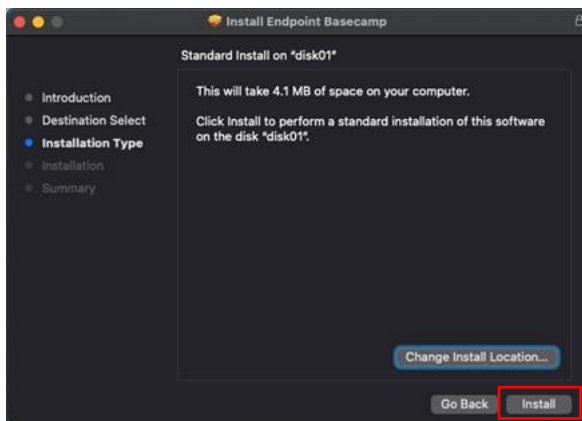 Install Endpoint Basecamp
Standard Install on "disk01"
Introduction
Destination Select
Installation Type
Installation
Summary
This will take 4.1 MB of space on your computer.
Click Install to perform a standard installation of this software
on the disk "disk01".
Change Install Location...
Go Back
Install